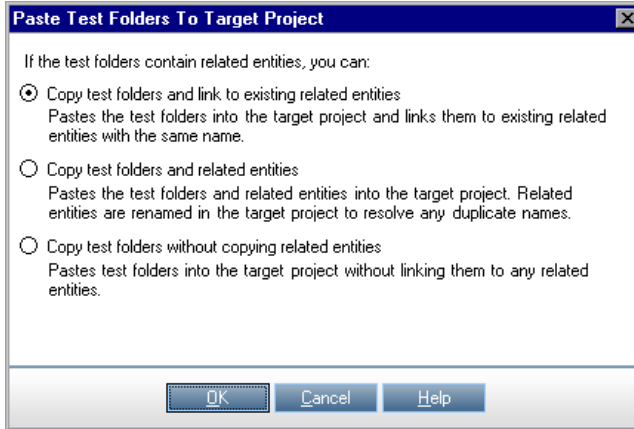 Paste Test Folders To Target Project
If the test folders contain related entities, you can:
Copy test folders and link to existing related entities
Pastes the test folders into the target project and links them to existing related
entities with the same name.
Copy test folders and related entities
Pastes the test folders and related entities into the target project. Related
entities are renamed in the target project to resolve any duplicate names.
Copy test folders without copying related entities
Pastes test folders into the target project without linking them to any related
entities.
OK Cancel Help